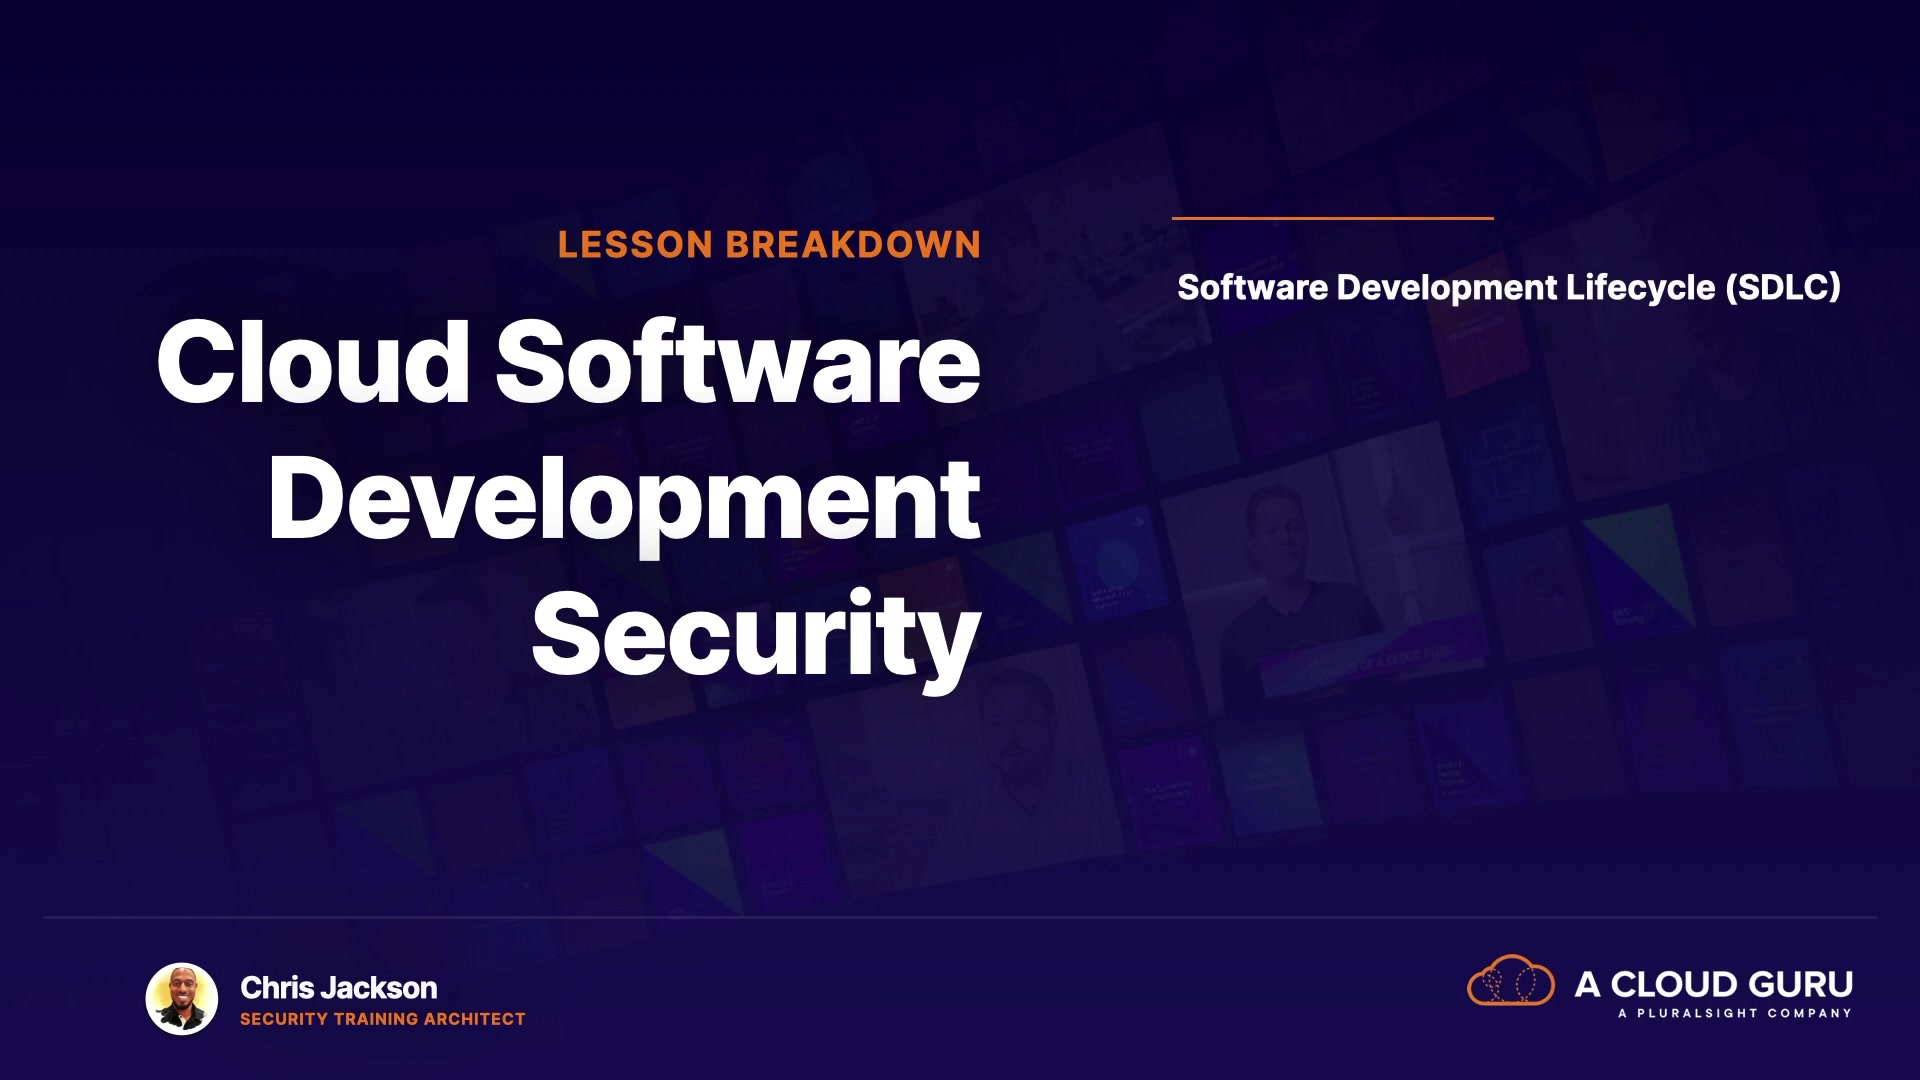 LESSON BREAKDOWN
Cloud Software
Development
Security
Software Development Lifecycle (SDLC)
Chris Jackson
SECURITY TRAINING ARCHITECT
A CLOUD GURU
A PLURALSIGHT COMPANY